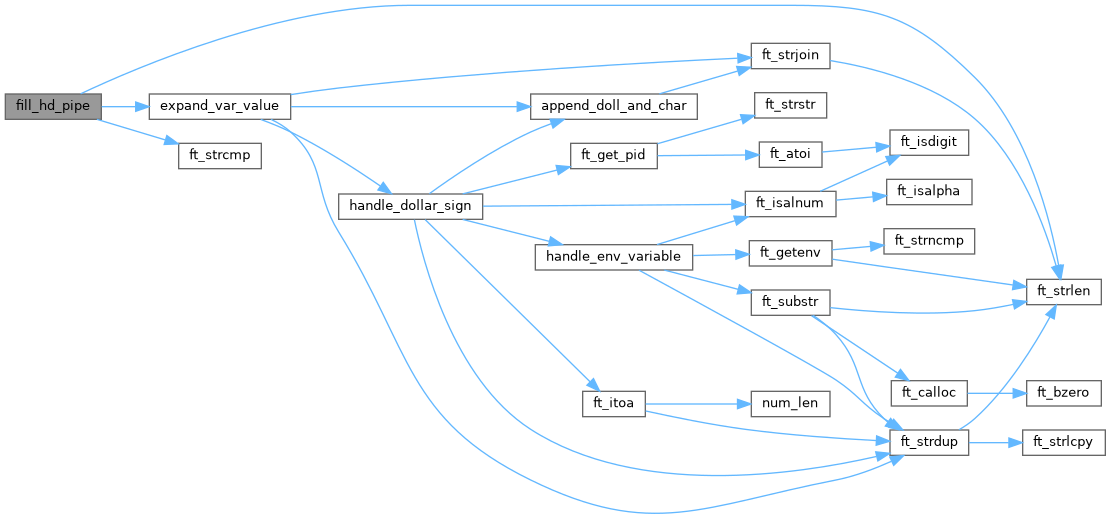 fill_hd_pipe
expand_var_value
ft_strcmp
handle_dollar_sign
append_doll_and_char
ft_get_pid
handle_env_variable
ft_itoa
ft_strjoin
ft_strstr
ft_atoi
ft_isalnum
ft_getenv
ft_substr
num_len
ft_isdigit
ft_isalpha
ft_strncmp
ft_calloc
ft_strdup
ft_strlen
ft_bzero
ft_strlcpy